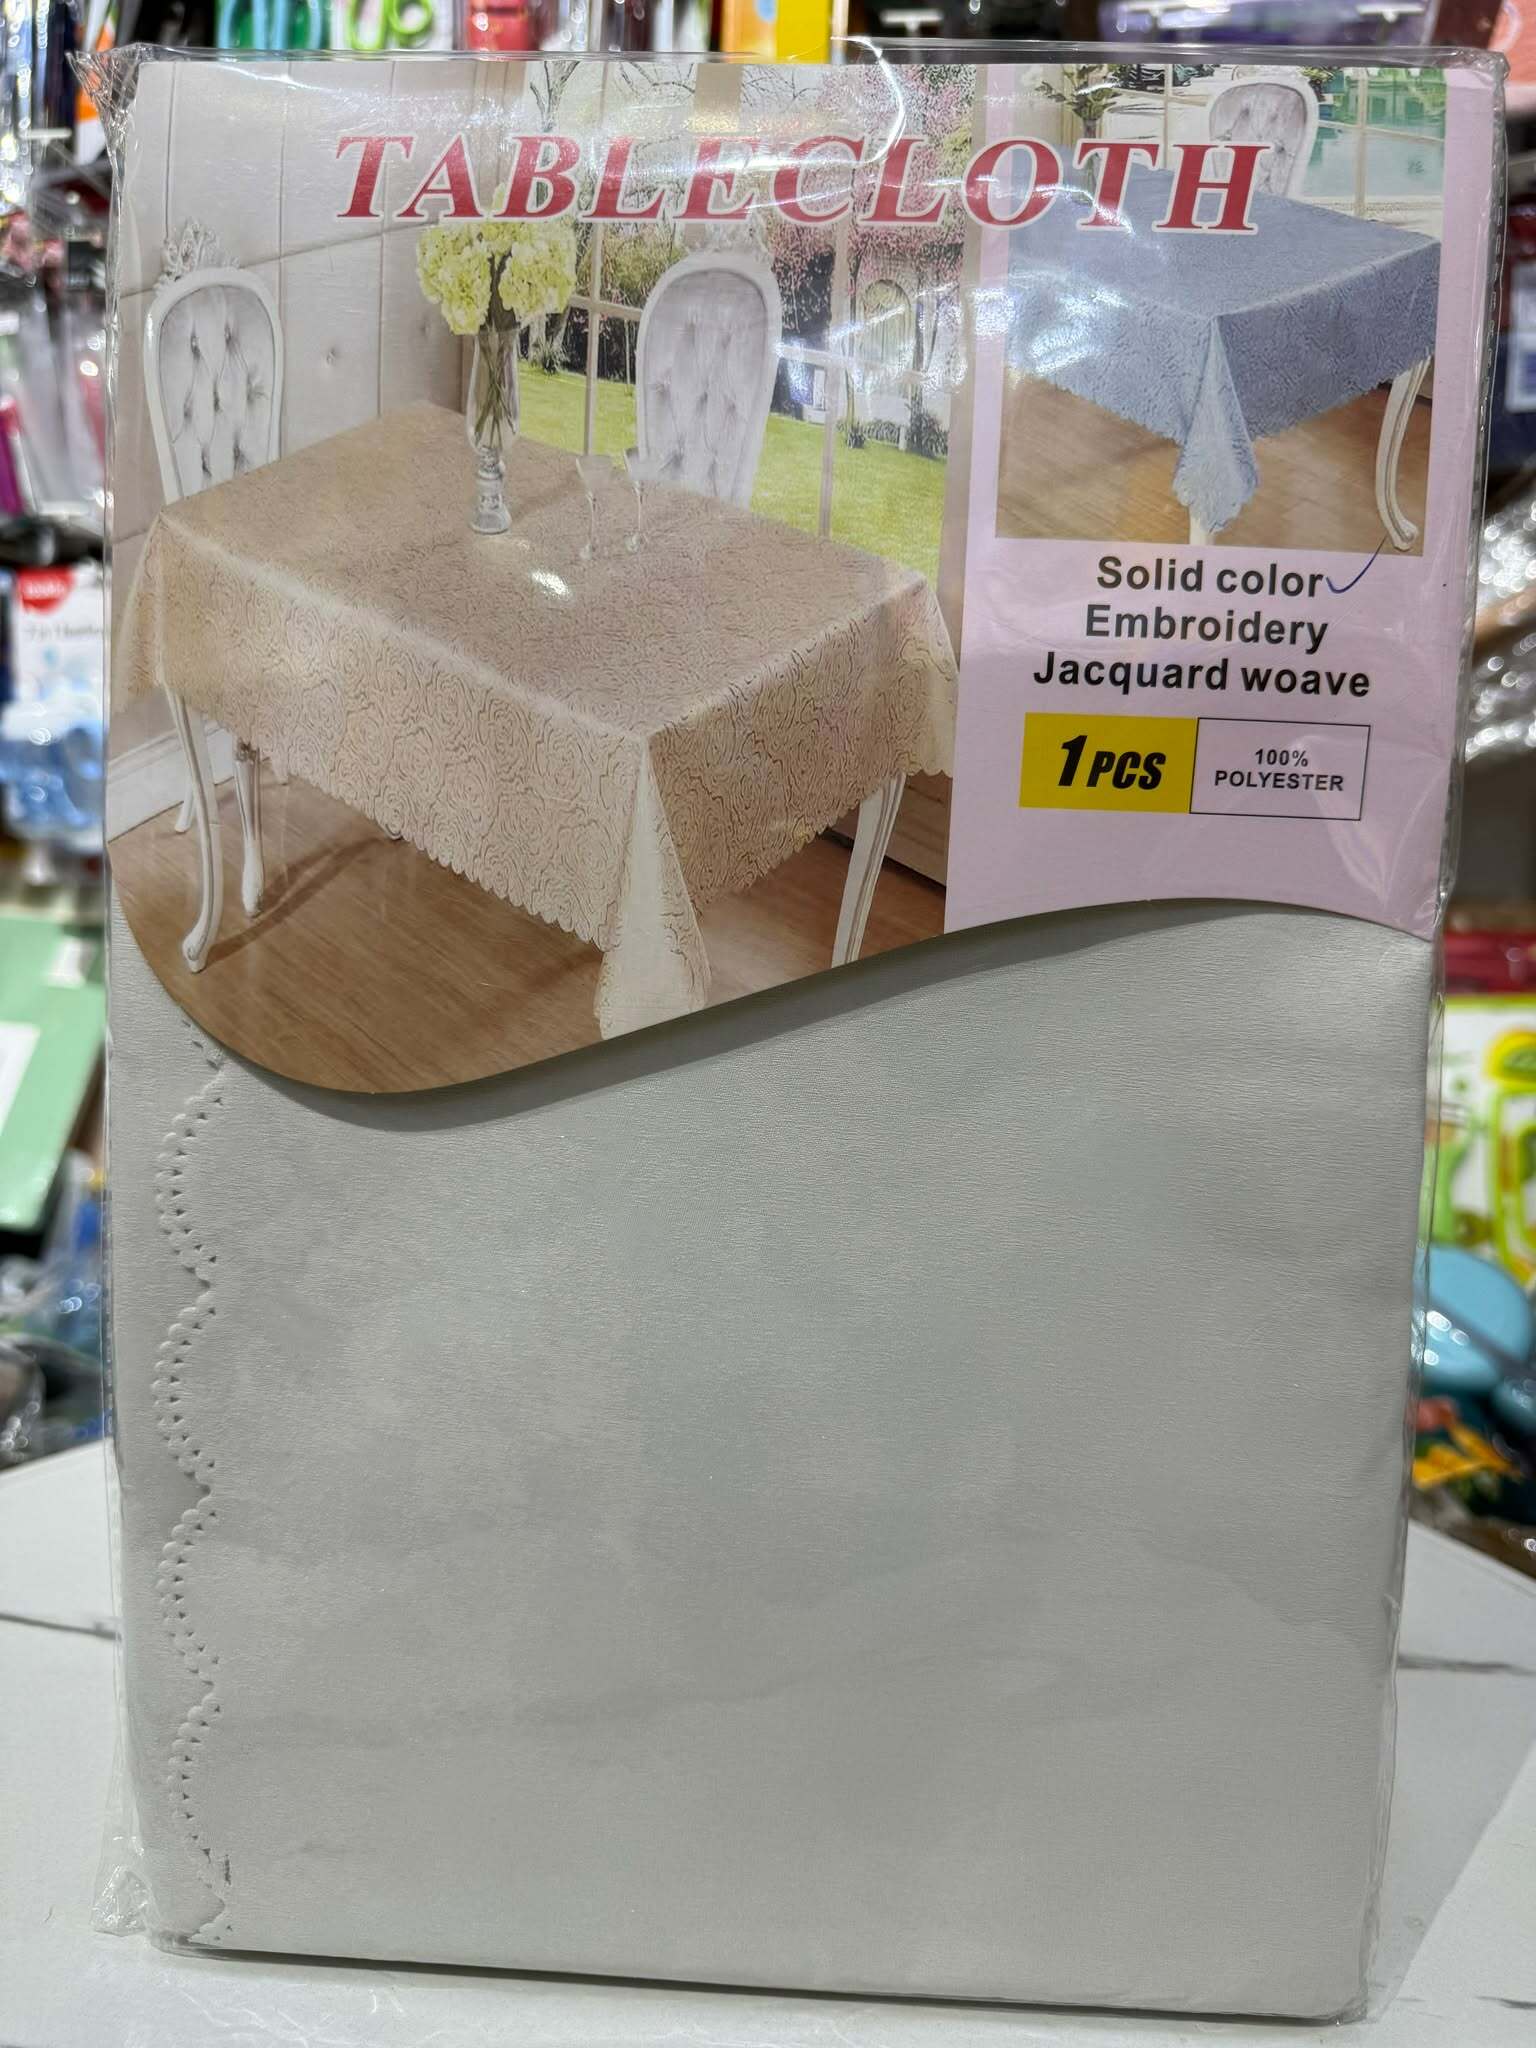 TABLECLOTH
Solid color
Embroidery
Jacquard woave
1PCS
100%
POLYESTER